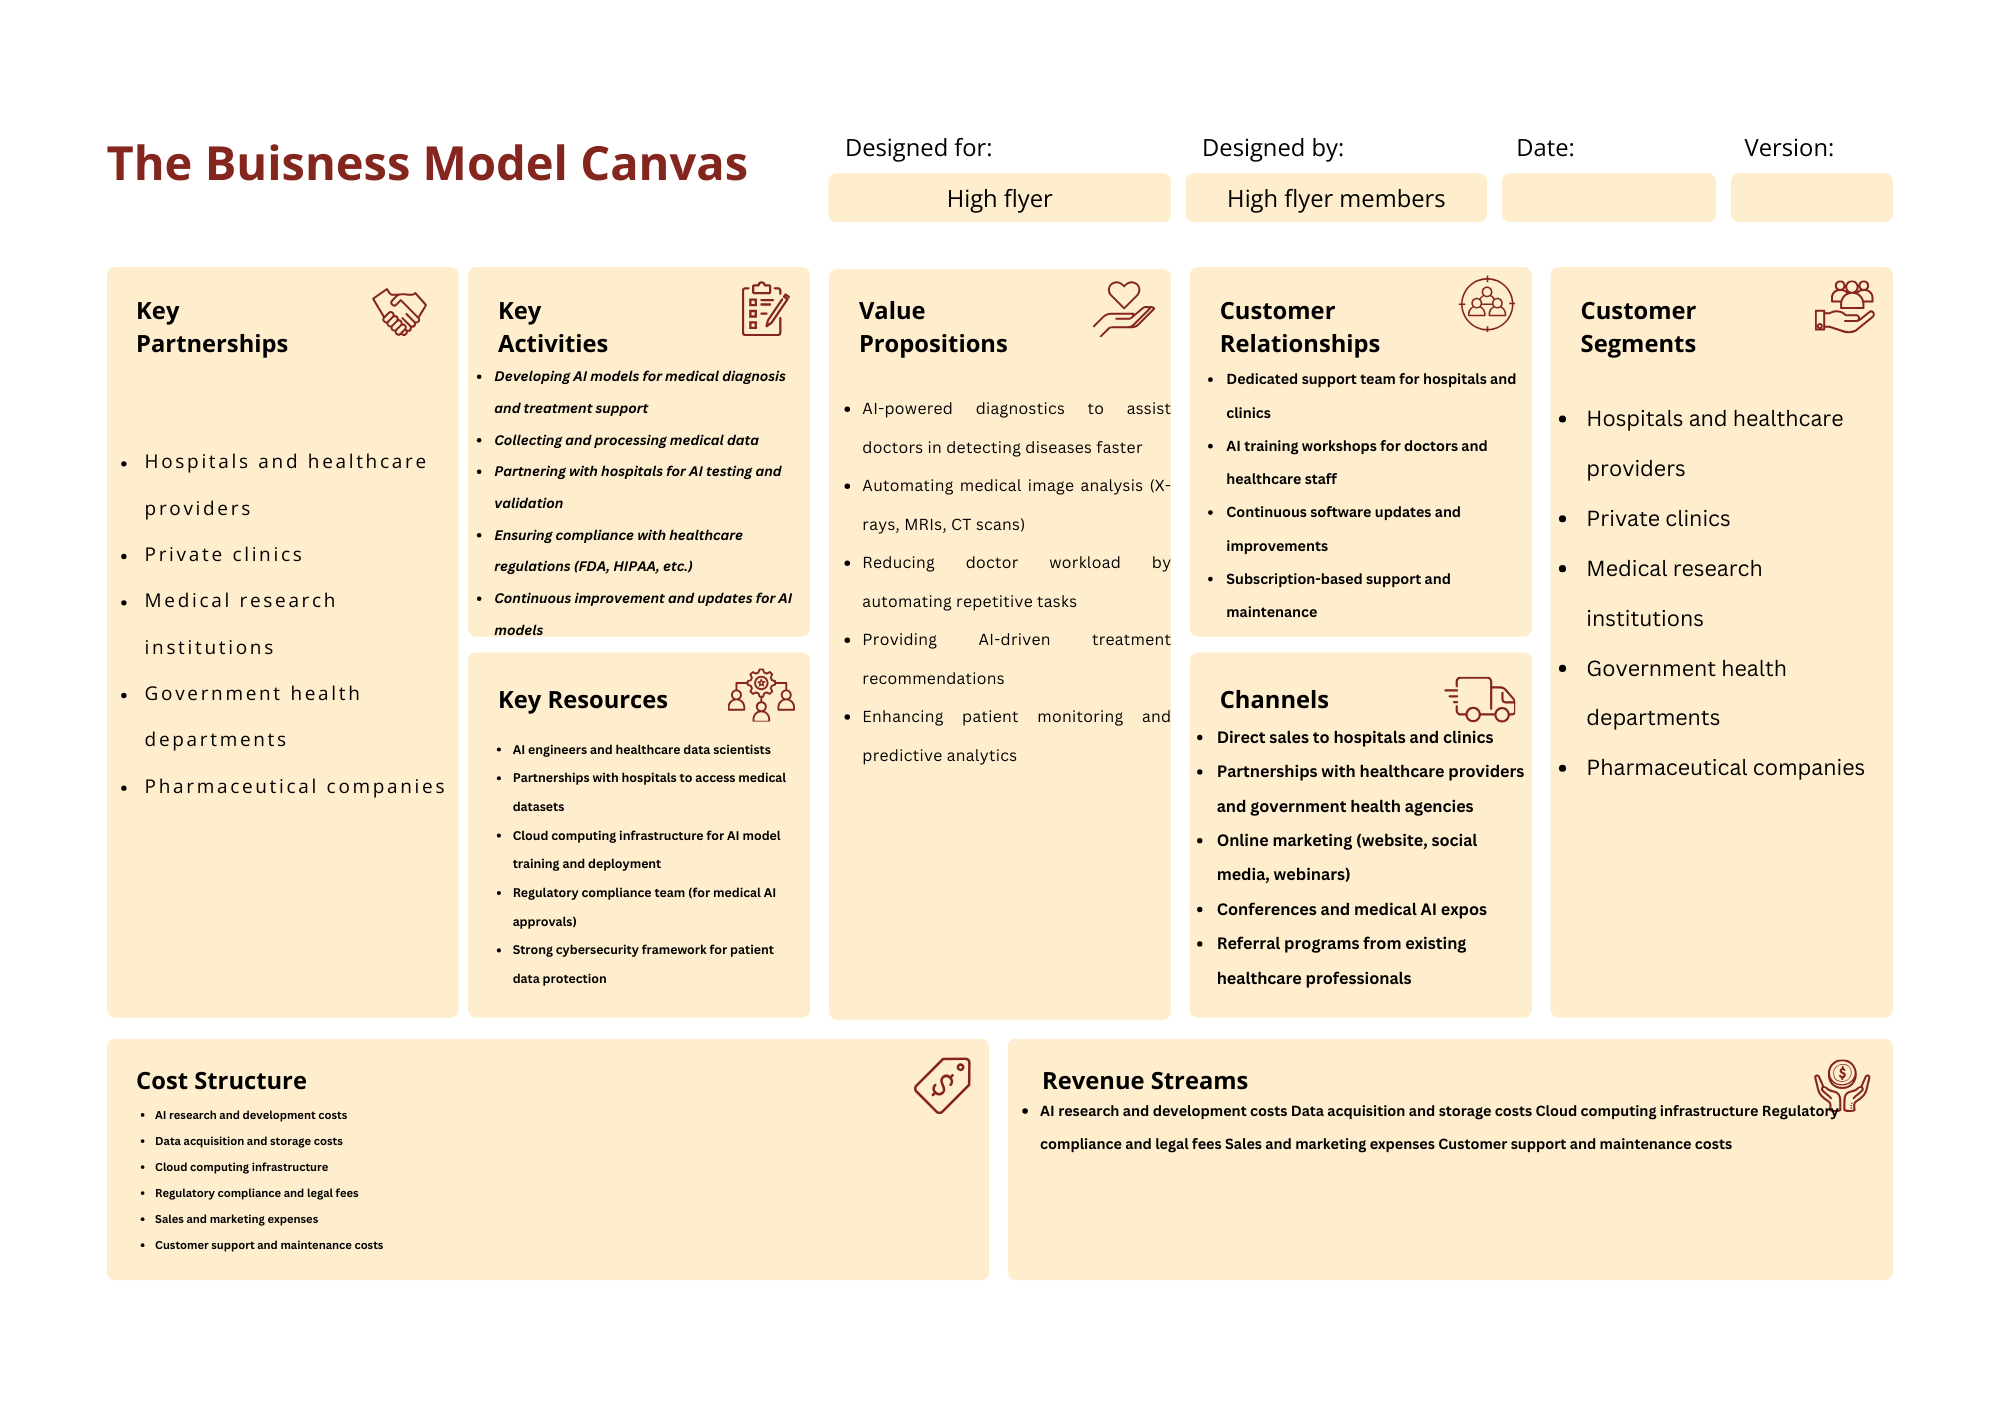 The Buisness Model Canvas
Designed for:
High flyer
Designed by:
High flyer members
Date:
Version:
Key
Partnerships
• Hospitals and healthcare
providers
• Private clinics
• Medical research
institutions
• Government health
departments
• Pharmaceutical companies
Key
Activities
• Developing AI models for medical diagnosis
and treatment support
• Collecting and processing medical data
• Partnering with hospitals for AI testing and
validation
• Ensuring compliance with healthcare
regulations (FDA, HIPAA, etc.)
• Continuous improvement and updates for AI
models
Key Resources
• AI engineers and healthcare data scientists
• Partnerships with hospitals to access medical
datasets
• Cloud computing infrastructure for AI model
training and deployment
• Regulatory compliance team (for medical AI
approvals)
• Strong cybersecurity framework for patient
data protection
Value
Propositions
• AI-powered diagnostics to assist
doctors in detecting diseases faster
• Automating medical image analysis (X-
rays, MRIs, CT scans)
• Reducing doctor workload by
automating repetitive tasks
• Providing AI-driven treatment
recommendations
• Enhancing patient monitoring and
predictive analytics
Customer
Relationships
• Dedicated support team for hospitals and
clinics
• AI training workshops for doctors and
healthcare staff
• Continuous software updates and
improvements
• Subscription-based support and
maintenance
Channels
• Direct sales to hospitals and clinics
• Partnerships with healthcare providers
and government health agencies
• Online marketing (website, social
media, webinars)
• Conferences and medical AI expos
• Referral programs from existing
healthcare professionals
Customer
Segments
• Hospitals and healthcare
providers
• Private clinics
• Medical research
institutions
• Government health
departments
• Pharmaceutical companies
Cost Structure
• AI research and development costs
• Data acquisition and storage costs
• Cloud computing infrastructure
• Regulatory compliance and legal fees
• Sales and marketing expenses
• Customer support and maintenance costs
Revenue Streams
• AI research and development costs Data acquisition and storage costs Cloud computing infrastructure Regulatory
compliance and legal fees Sales and marketing expenses Customer support and maintenance costs